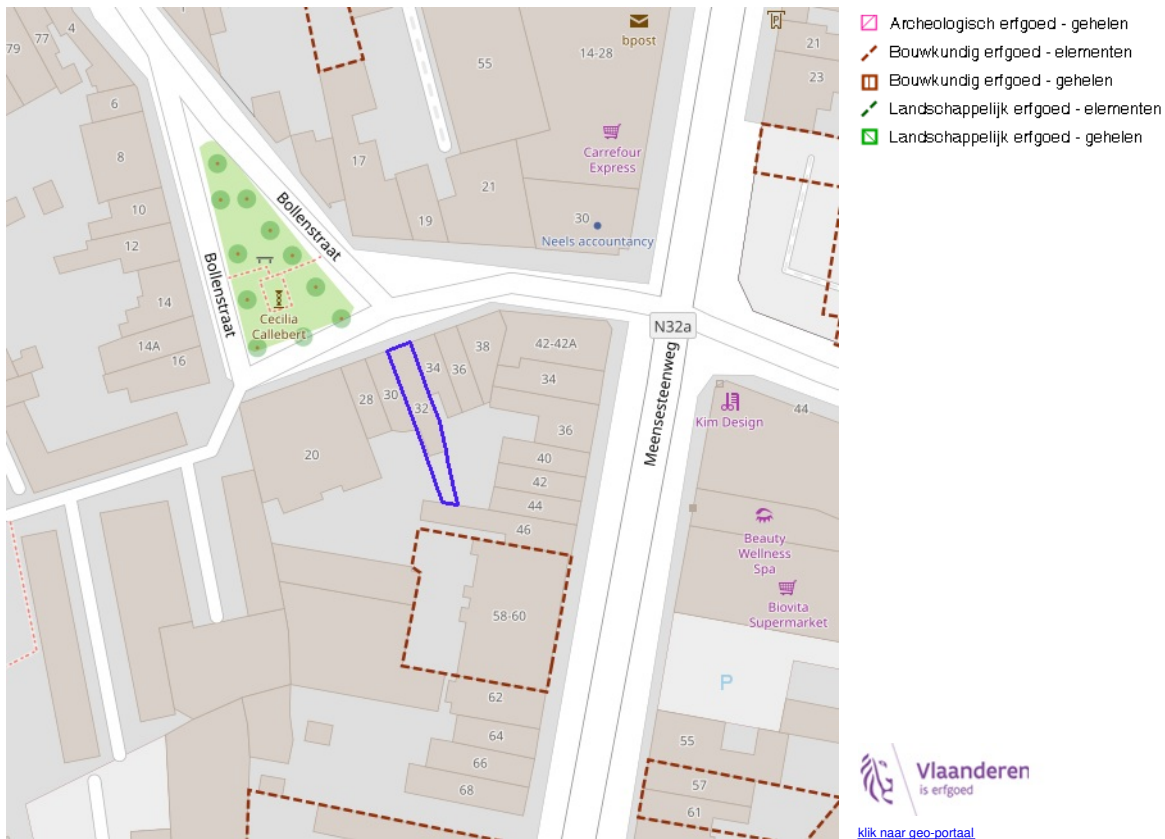 79
77
4
6
8
10
12
14
14A
16
Bollenstraat
Bollenstraat
Cecilia
Callebert
17
19
21
55
14-28
bpost
Carrefour
Express
30
Neels accountancy
P
21
23
N32a
Meensesteenweg
20
28
30
32
34
36
38
42-42A
34
36
40
42
44
46
58-60
62
64
66
68
44
Kim Design
Beauty
Wellness
Spa
Biovita
Supermarket
P
55
57
61
Archeologisch erfgoed - gehelen
Bouwkundig erfgoed - elementen
Bouwkundig erfgoed - gehelen
Landschappelijk erfgoed - elementen
Landschappelijk erfgoed - gehelen
Vlaanderen
is erfgoed
klik naar geo-portaal